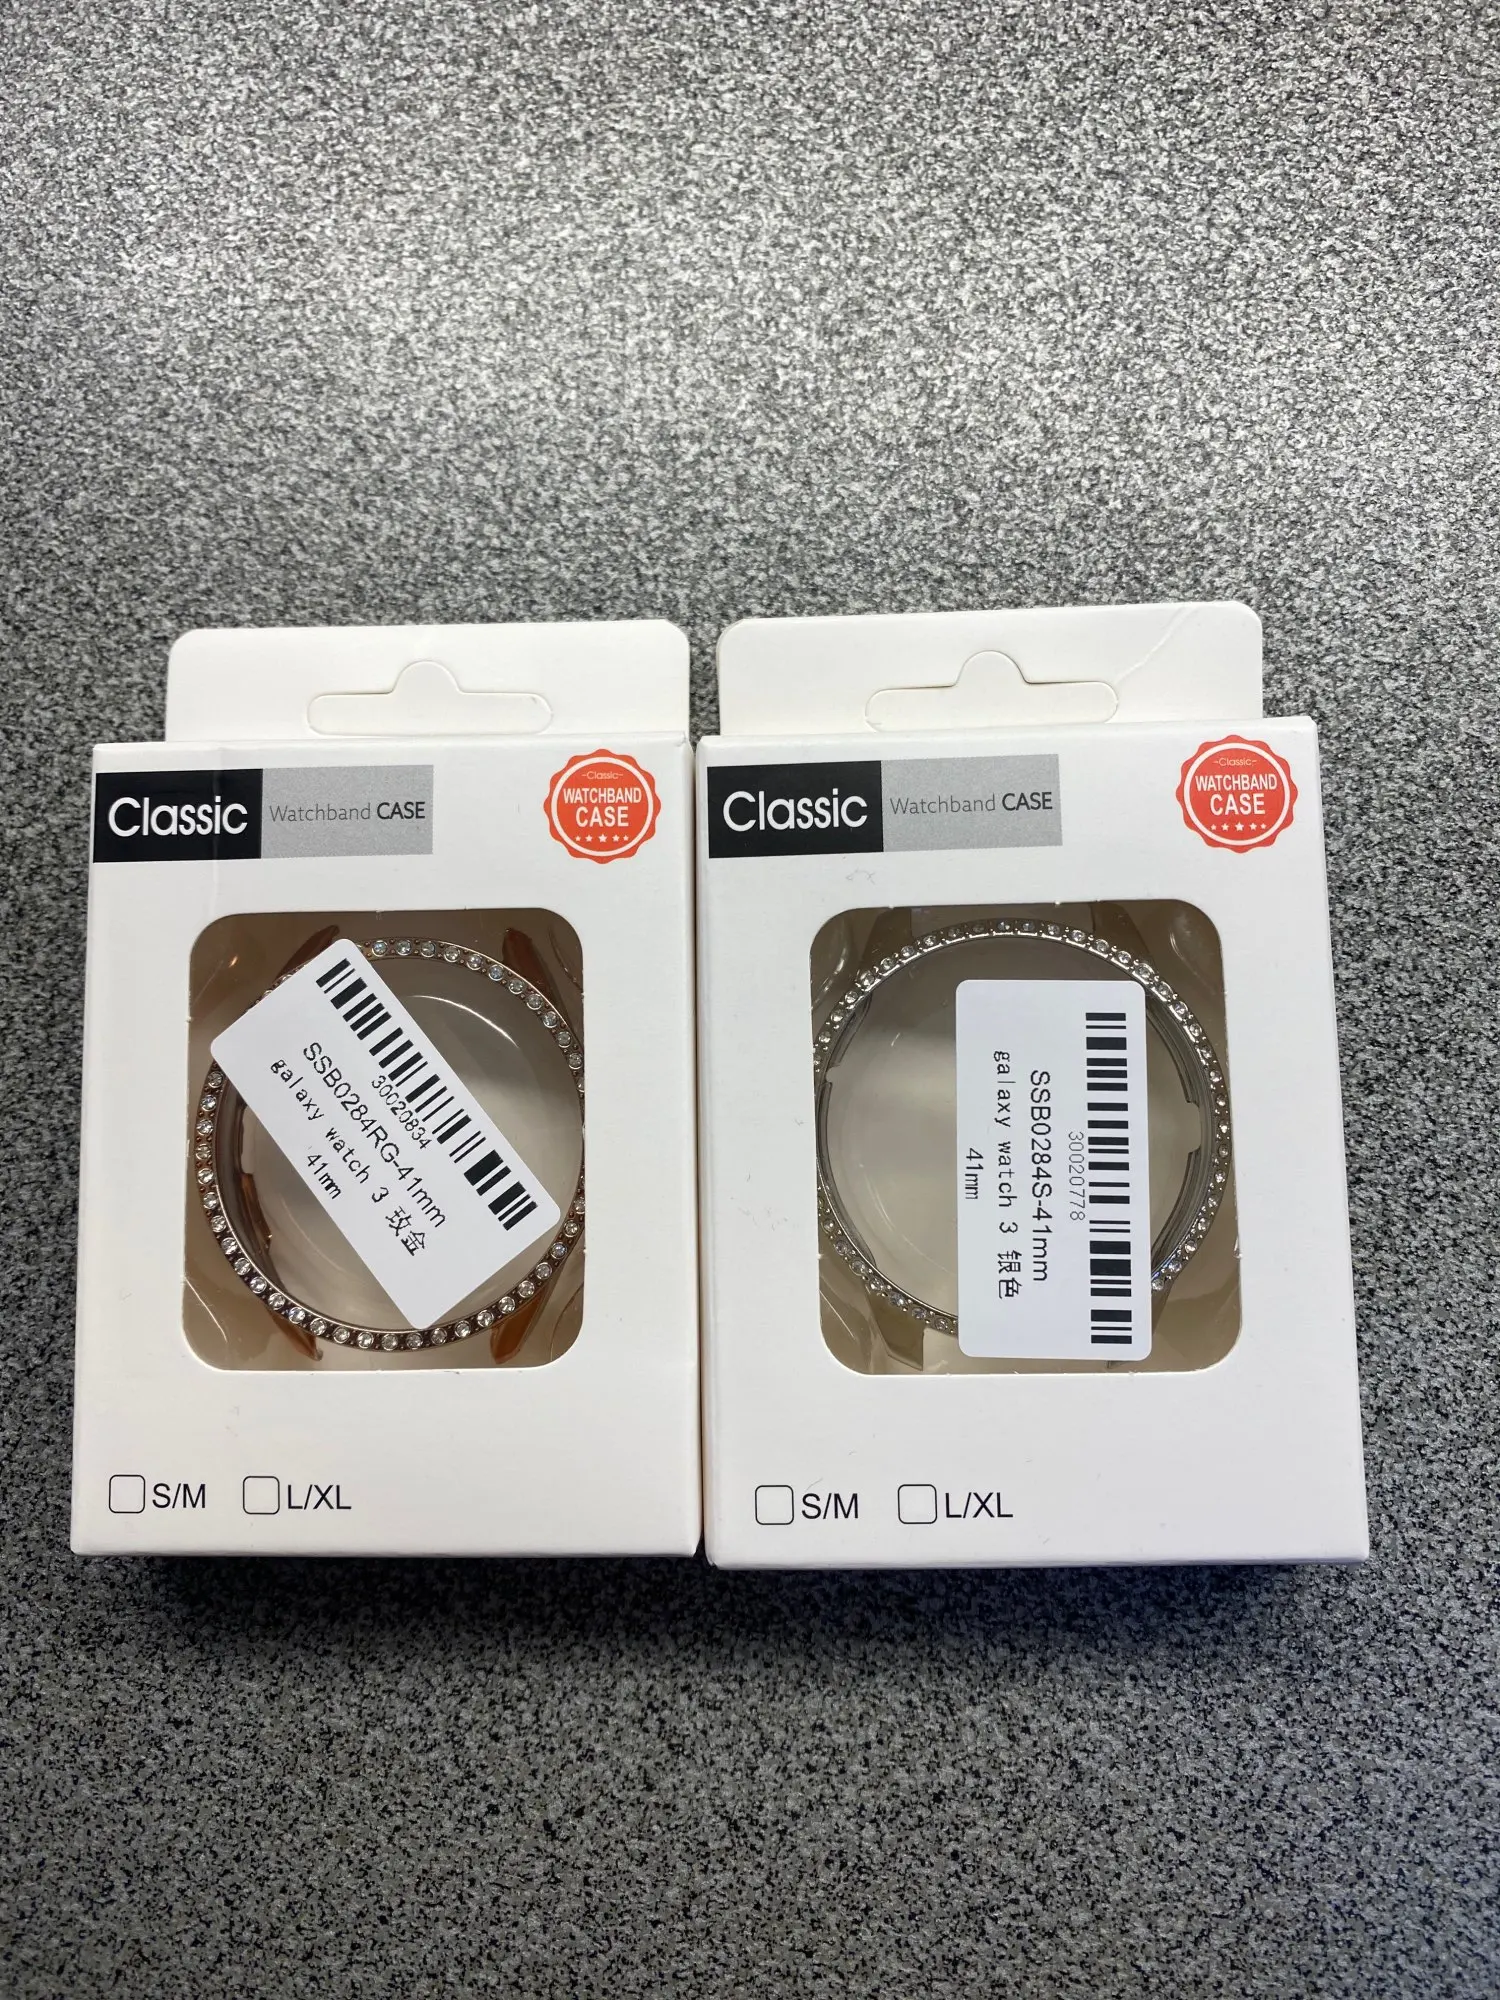 Classic Watchband CASE
~Classic~
WATCHBAND
CASE
30020834
SSB0284RG-41mm
galaxy watch 3 玫金
41mm
S/M L/XL
Classic Watchband CASE
~Classic~
WATCHBAND
CASE
30020778
SSB0284S-41mm
galaxy watch 3 银色
41mm
S/M L/XL